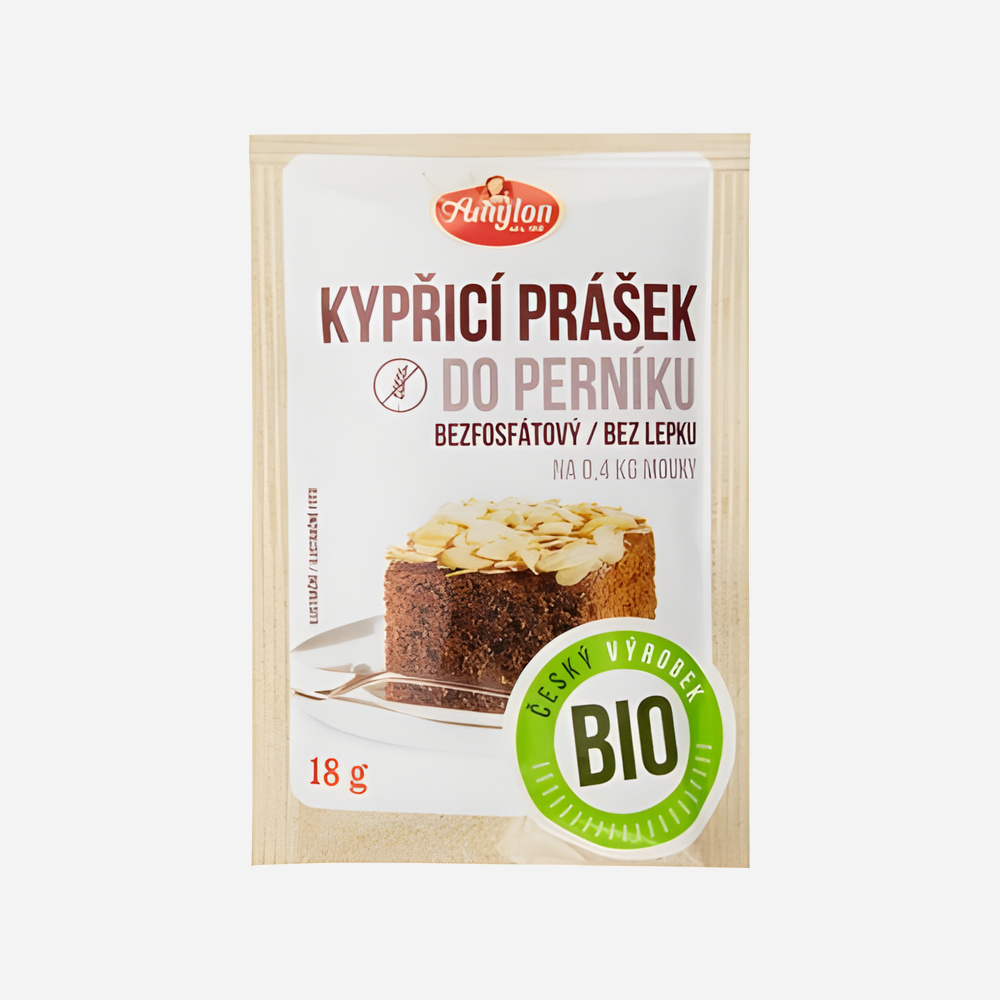 Amylon
KYPŘICÍ PRÁŠEK
DO PERNÍKU
BEZFOSFÁTOVÝ / BEZ LEPKU
NA 0,4 KG MOUKY
ČESKÝ VÝROBEK
BIO
18 g